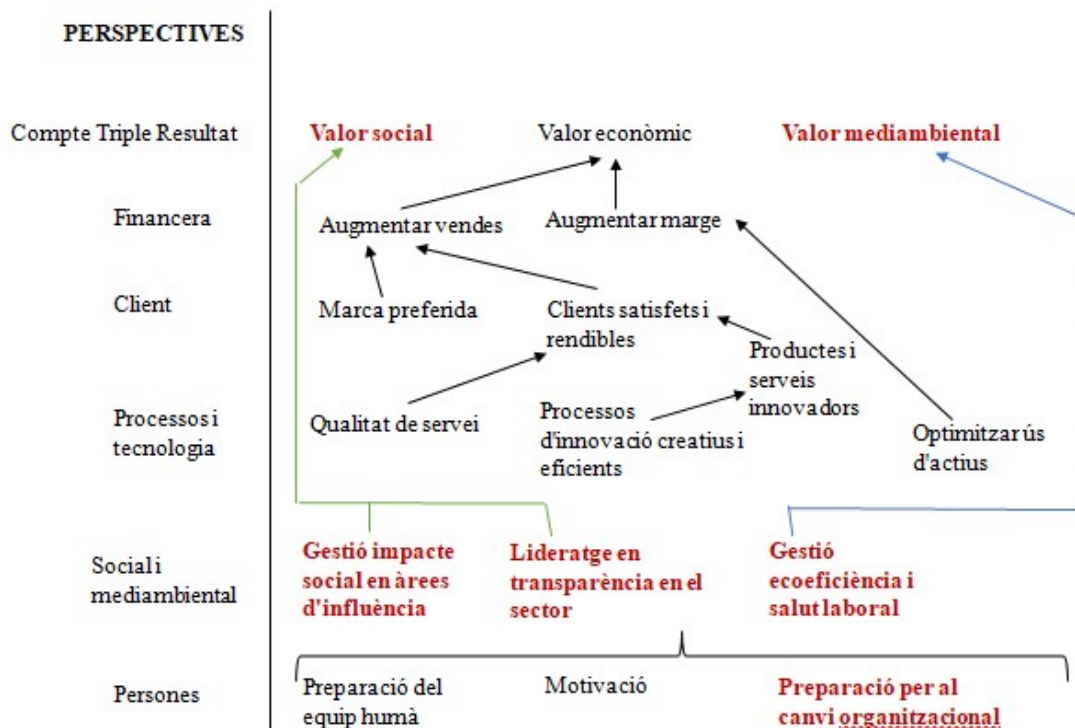 PERSPECTIVES
Compte Triple Resultat
Valor social
Valor econòmic
Valor mediambiental
Financera
Augmentar vendes
Augmentar marge
Client
Marca preferida
Clients satisfets i
rendibles
Productes i
serveis
innovadors
Processos i
tecnologia
Qualitat de servei
Processos
d'innovació creatius i
eficients
Optimitzar ús
d'actius
Social i
mediambiental
Gestió impacte
social en àrees
d'influència
Lideratge en
transparència en el
sector
Gestió
ecoeficiència i
salut laboral
Persones
Preparació del
equip humà
Motivació
Preparació per al
canvi organitzacional